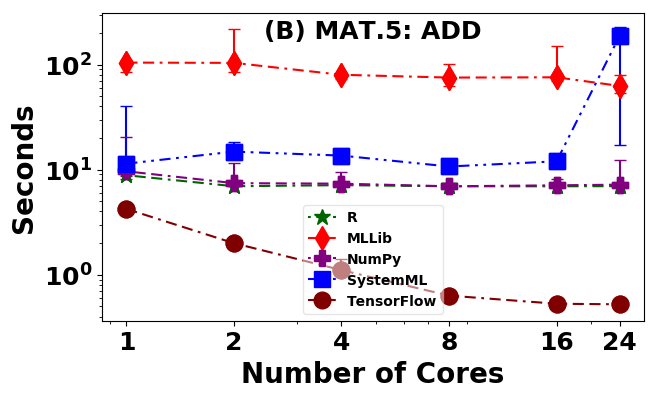 (B) MAT.5: ADD
Seconds
10²
10¹
10⁰
R
MLLib
NumPy
SystemML
TensorFlow
1 2 4 8 16 24
Number of Cores